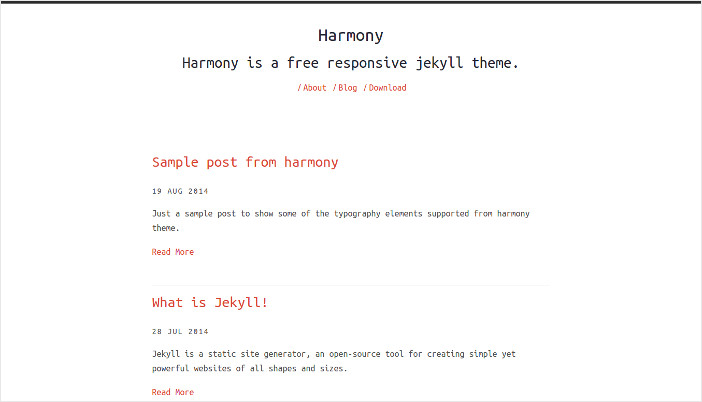 Harmony
Harmony is a free responsive jekyll theme.
/About /Blog /Download
Sample post from harmony
19 AUG 2014
Just a sample post to show some of the typography elements supported from harmony
theme.
Read More
What is Jekyll!
28 JUL 2014
Jekyll is a static site generator, an open-source tool for creating simple yet
powerful websites of all shapes and sizes.
Read More